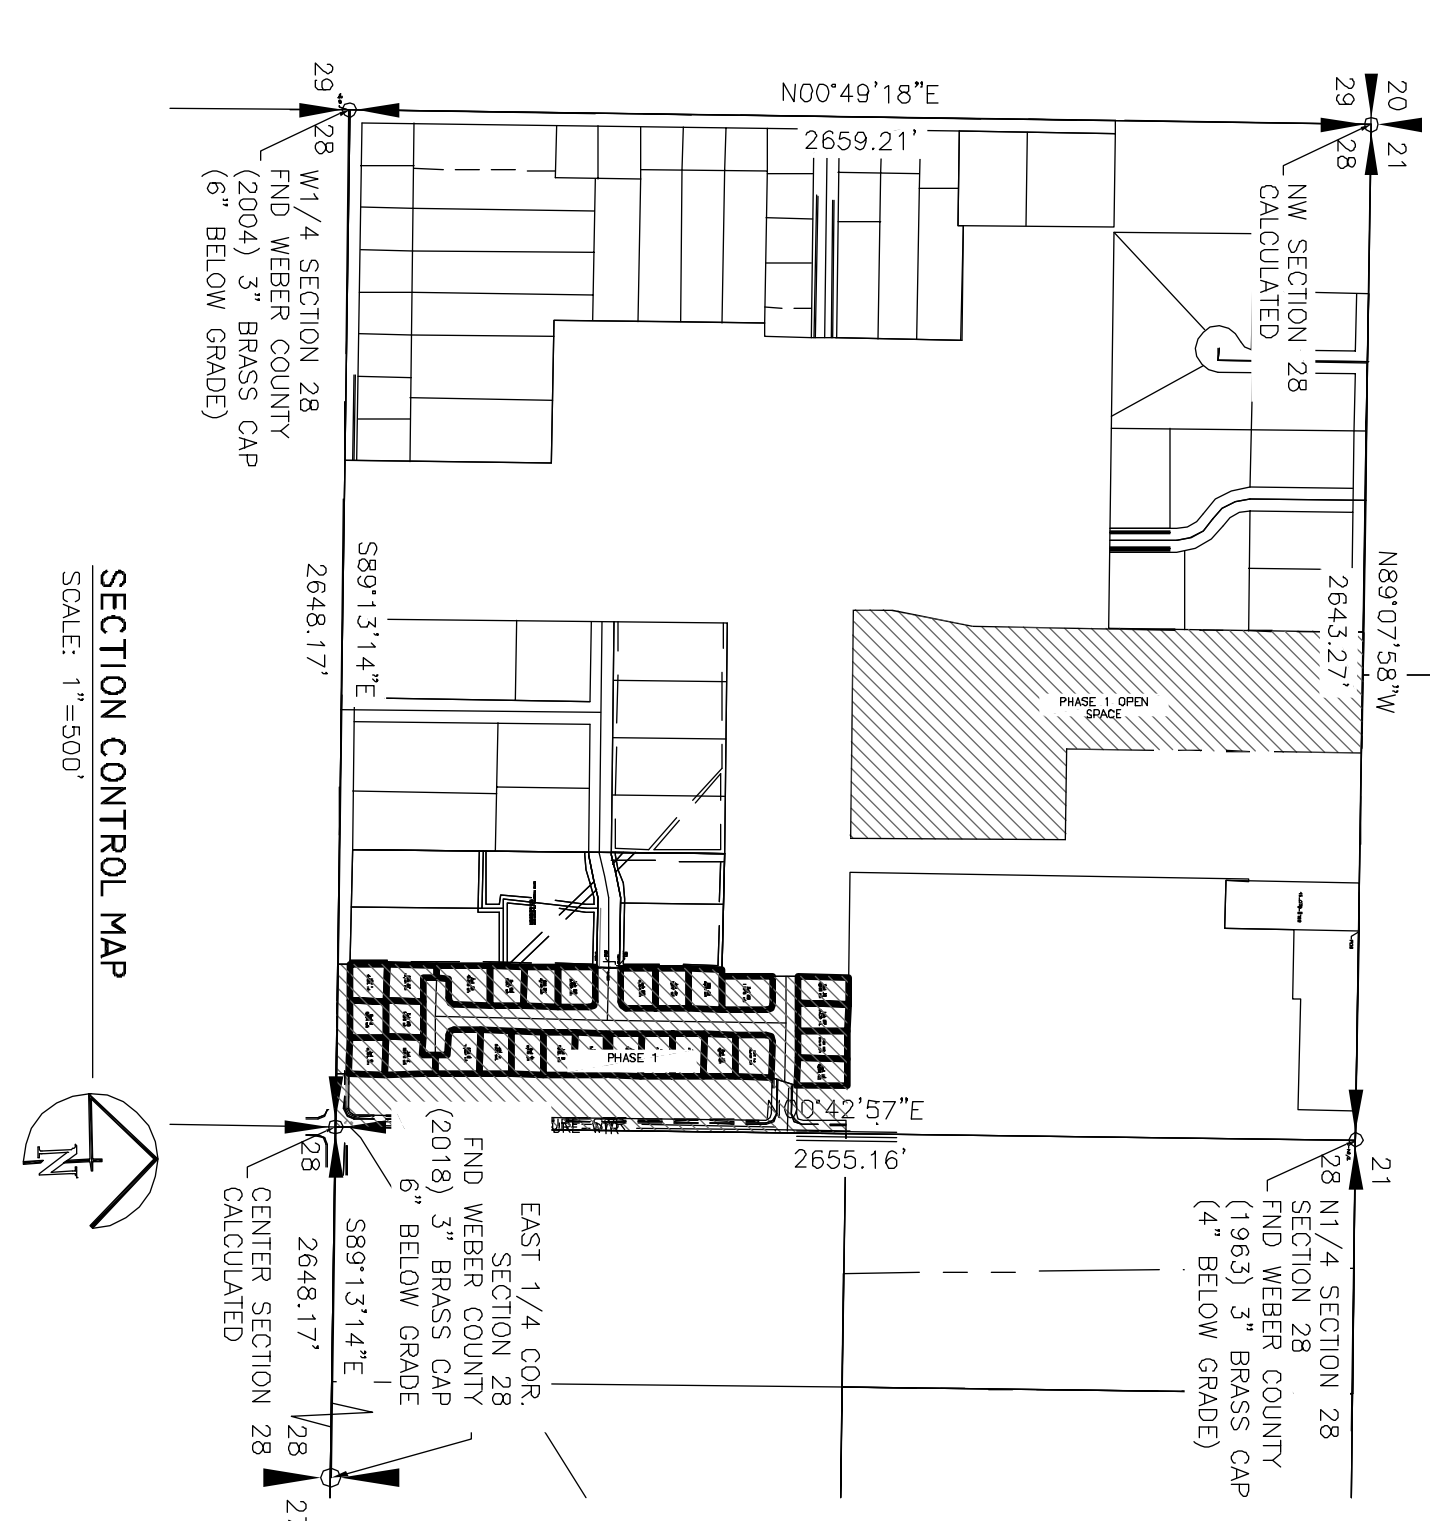 20
21
29
28
NW SECTION 28
CALCULATED
N00°49'18"E
2659.21'
29
28
W1/4 SECTION 28
FND WEBER COUNTY
(2004) 3" BRASS CAP
(6" BELOW GRADE)
N89°07'58"W
2643.27'
PHASE 1 OPEN
SPACE
S89°13'14"E
2648.17'
PHASE 1
N00°42'57"E
2655.16'
21
28
N1/4 SECTION 28
SECTION 28
FND WEBER COUNTY
(1963) 3" BRASS CAP
(4" BELOW GRADE)
EAST 1/4 COR.
SECTION 28
FND WEBER COUNTY
(2018) 3" BRASS CAP
6" BELOW GRADE
S89°13'14"E
2648.17'
28
CENTER SECTION 28
CALCULATED
28
SECTION CONTROL MAP
SCALE: 1"=500'
N